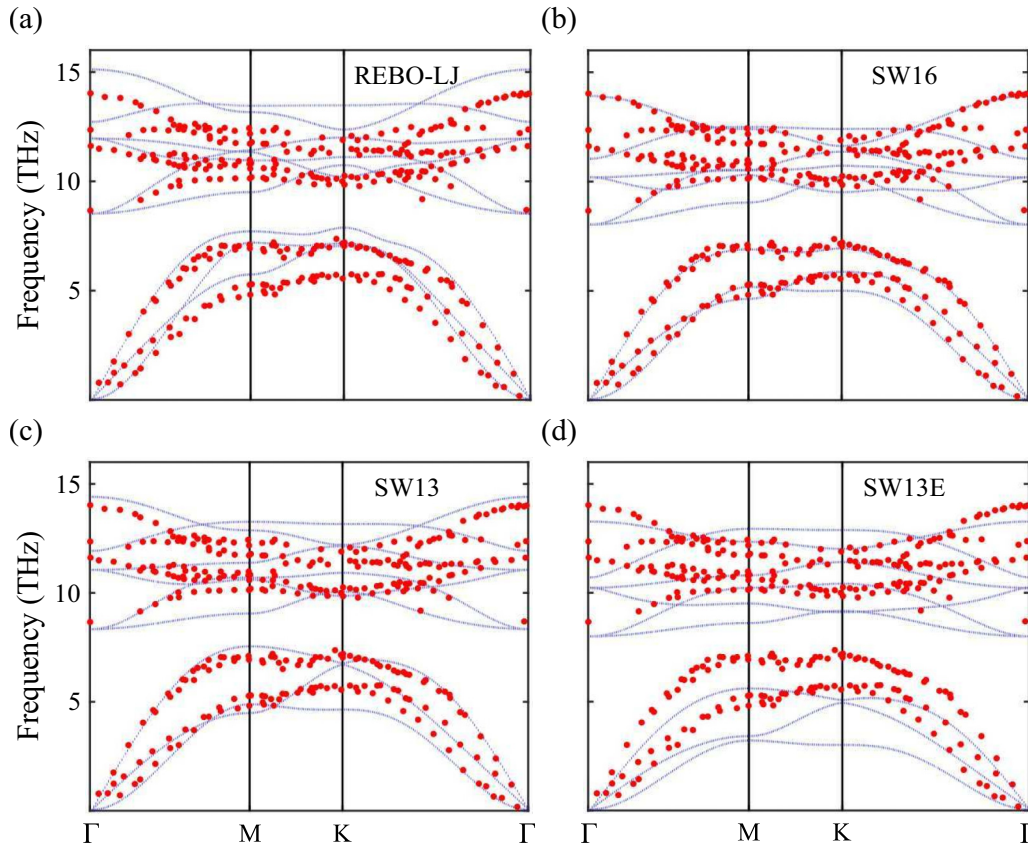 (a)
(b)
REBO-LJ
SW16
15
10
5
Frequency (THz)
(c)
(d)
SW13
SW13E
15
10
5
Frequency (THz)
Γ M K Γ
Γ M K Γ